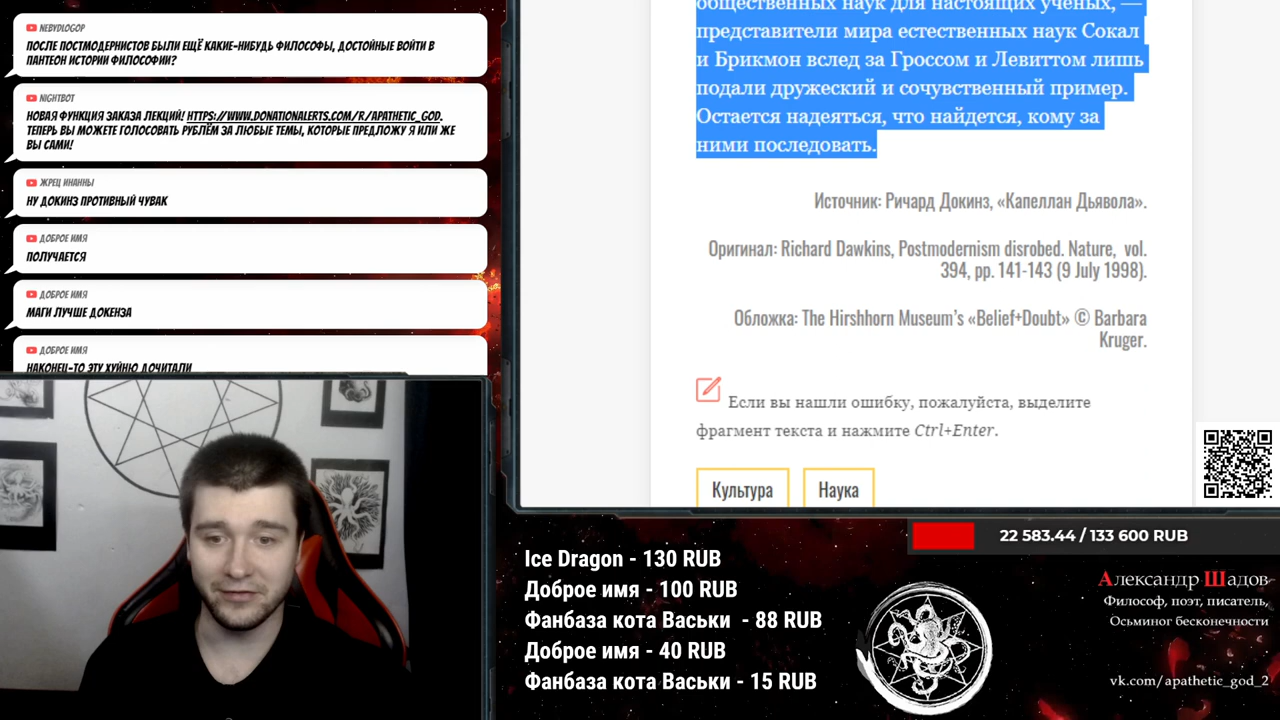 NEBYDLOGOP
ПОСЛЕ ПОСТМОДЕРНИСТОВ БЫЛИ ЕЩЁ КАКИЕ-НИБУДЬ ФИЛОСОФЫ, ДОСТОЙНЫЕ ВОЙТИ В
ПАНТЕОН ИСТОРИИ ФИЛОСОФИИ?
NIGHTBOT
НОВАЯ ФУНКЦИЯ ЗАКАЗА ЛЕКЦИЙ! HTTPS://WWW.DONATIONALERTS.COM/R/APATHETIC_GOD.
ТЕПЕРЬ ВЫ МОЖЕТЕ ГОЛОСОВАТЬ РУБЛЁМ ЗА ЛЮБЫЕ ТЕМЫ, КОТОРЫЕ ПРЕДЛОЖУ Я ИЛИ ЖЕ
ВЫ САМИ!
ЖРЕЦ ИНАННЫ
НУ ДОКИНЗ ПРОТИВНЫЙ ЧУВАК
ДОБРОЕ ИМЯ
ПОЛУЧАЕТСЯ
ДОБРОЕ ИМЯ
МАГИ ЛУЧШЕ ДОКЕНЗА
ДОБРОЕ ИМЯ
НАКОНЕЦ-ТО ЭТУ ХУЙНЮ ДОЧИТАЛИ
общественных наук для настоящих ученых, —
представители мира естественных наук Сокал
и Брикмон вслед за Гроссом и Левиттом лишь
подали дружеский и сочувственный пример.
Остается надеяться, что найдется, кому за
ними последовать.
Источник: Ричард Докинз, «Капеллан Дьявола».
Оригинал: Richard Dawkins, Postmodernism disrobed. Nature, vol.
394, pp. 141-143 (9 July 1998).
Обложка: The Hirshhorn Museum’s «Belief+Doubt» © Barbara
Kruger.
Если вы нашли ошибку, пожалуйста, выделите
фрагмент текста и нажмите Ctrl+Enter.
Культура
Наука
22 583.44 / 133 600 RUB
Ice Dragon - 130 RUB
Доброе имя - 100 RUB
Фанбаза кота Васьки - 88 RUB
Доброе имя - 40 RUB
Фанбаза кота Васьки - 15 RUB
Александр Шадов
Философ, поэт, писатель,
Осьминог бесконечности
vk.com/apathetic_god_2